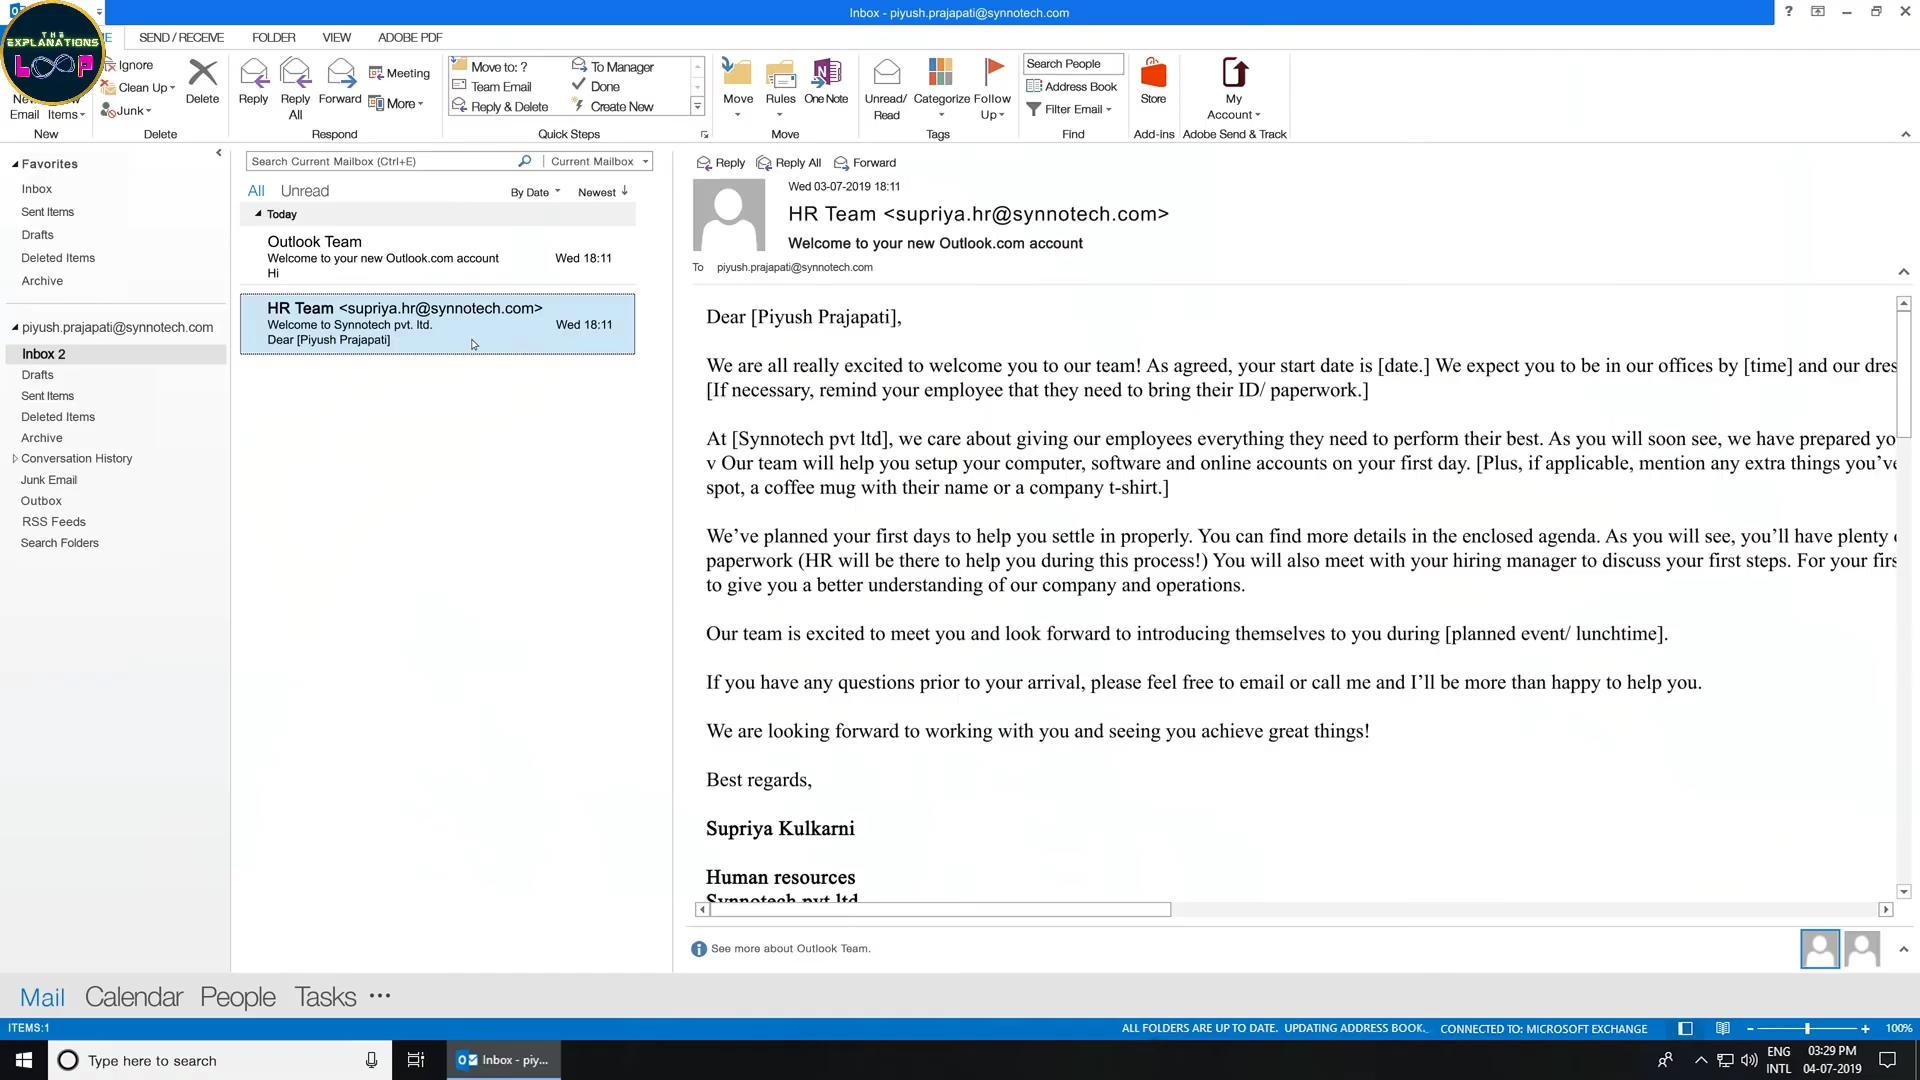 Inbox - piyush.prajapati@synnotech.com
THE
EXPLANATIONS
LOOP
SEND / RECEIVE
FOLDER
VIEW
ADOBE PDF
Ignore
Clean Up
Junk
Email
Items
New
Delete
Delete
Reply
Reply All
Forward
Meeting
More
Respond
Move to: ?
Team Email
Reply & Delete
To Manager
Done
Create New
Quick Steps
Move
Rules
One Note
Move
Unread/ Read
Categorize
Follow Up
Tags
Search People
Address Book
Filter Email
Find
Store
Add-ins
My Account
Adobe Send & Track
Favorites
Inbox
Sent Items
Drafts
Deleted Items
Archive
piyush.prajapati@synnotech.com
Inbox 2
Drafts
Sent Items
Deleted Items
Archive
Conversation History
Junk Email
Outbox
RSS Feeds
Search Folders
Search Current Mailbox (Ctrl+E)
Current Mailbox
All Unread
By Date
Newest
Today
Outlook Team
Welcome to your new Outlook.com account
Wed 18:11
Hi
HR Team <supriya.hr@synnotech.com>
Welcome to Synnotech pvt. ltd.
Wed 18:11
Dear [Piyush Prajapati]
Reply
Reply All
Forward
Wed 03-07-2019 18:11
HR Team <supriya.hr@synnotech.com>
Welcome to your new Outlook.com account
To piyush.prajapati@synnotech.com
Dear [Piyush Prajapati],
We are all really excited to welcome you to our team! As agreed, your start date is [date.] We expect you to be in our offices by [time] and our dres
[If necessary, remind your employee that they need to bring their ID/ paperwork.]
At [Synnotech pvt ltd], we care about giving our employees everything they need to perform their best. As you will soon see, we have prepared yo
v Our team will help you setup your computer, software and online accounts on your first day. [Plus, if applicable, mention any extra things you've
spot, a coffee mug with their name or a company t-shirt.]
We've planned your first days to help you settle in properly. You can find more details in the enclosed agenda. As you will see, you'll have plenty
paperwork (HR will be there to help you during this process!) You will also meet with your hiring manager to discuss your first steps. For your firs
to give you a better understanding of our company and operations.
Our team is excited to meet you and look forward to introducing themselves to you during [planned event/ lunchtime].
If you have any questions prior to your arrival, please feel free to email or call me and I'll be more than happy to help you.
We are looking forward to working with you and seeing you achieve great things!
Best regards,
Supriya Kulkarni
Human resources
Synnotech pvt ltd
See more about Outlook Team.
Mail Calendar People Tasks ···
ITEMS:1
ALL FOLDERS ARE UP TO DATE. UPDATING ADDRESS BOOK.
CONNECTED TO: MICROSOFT EXCHANGE
100%
Type here to search
Inbox - piy...
ENG
INTL
03:29 PM
04-07-2019